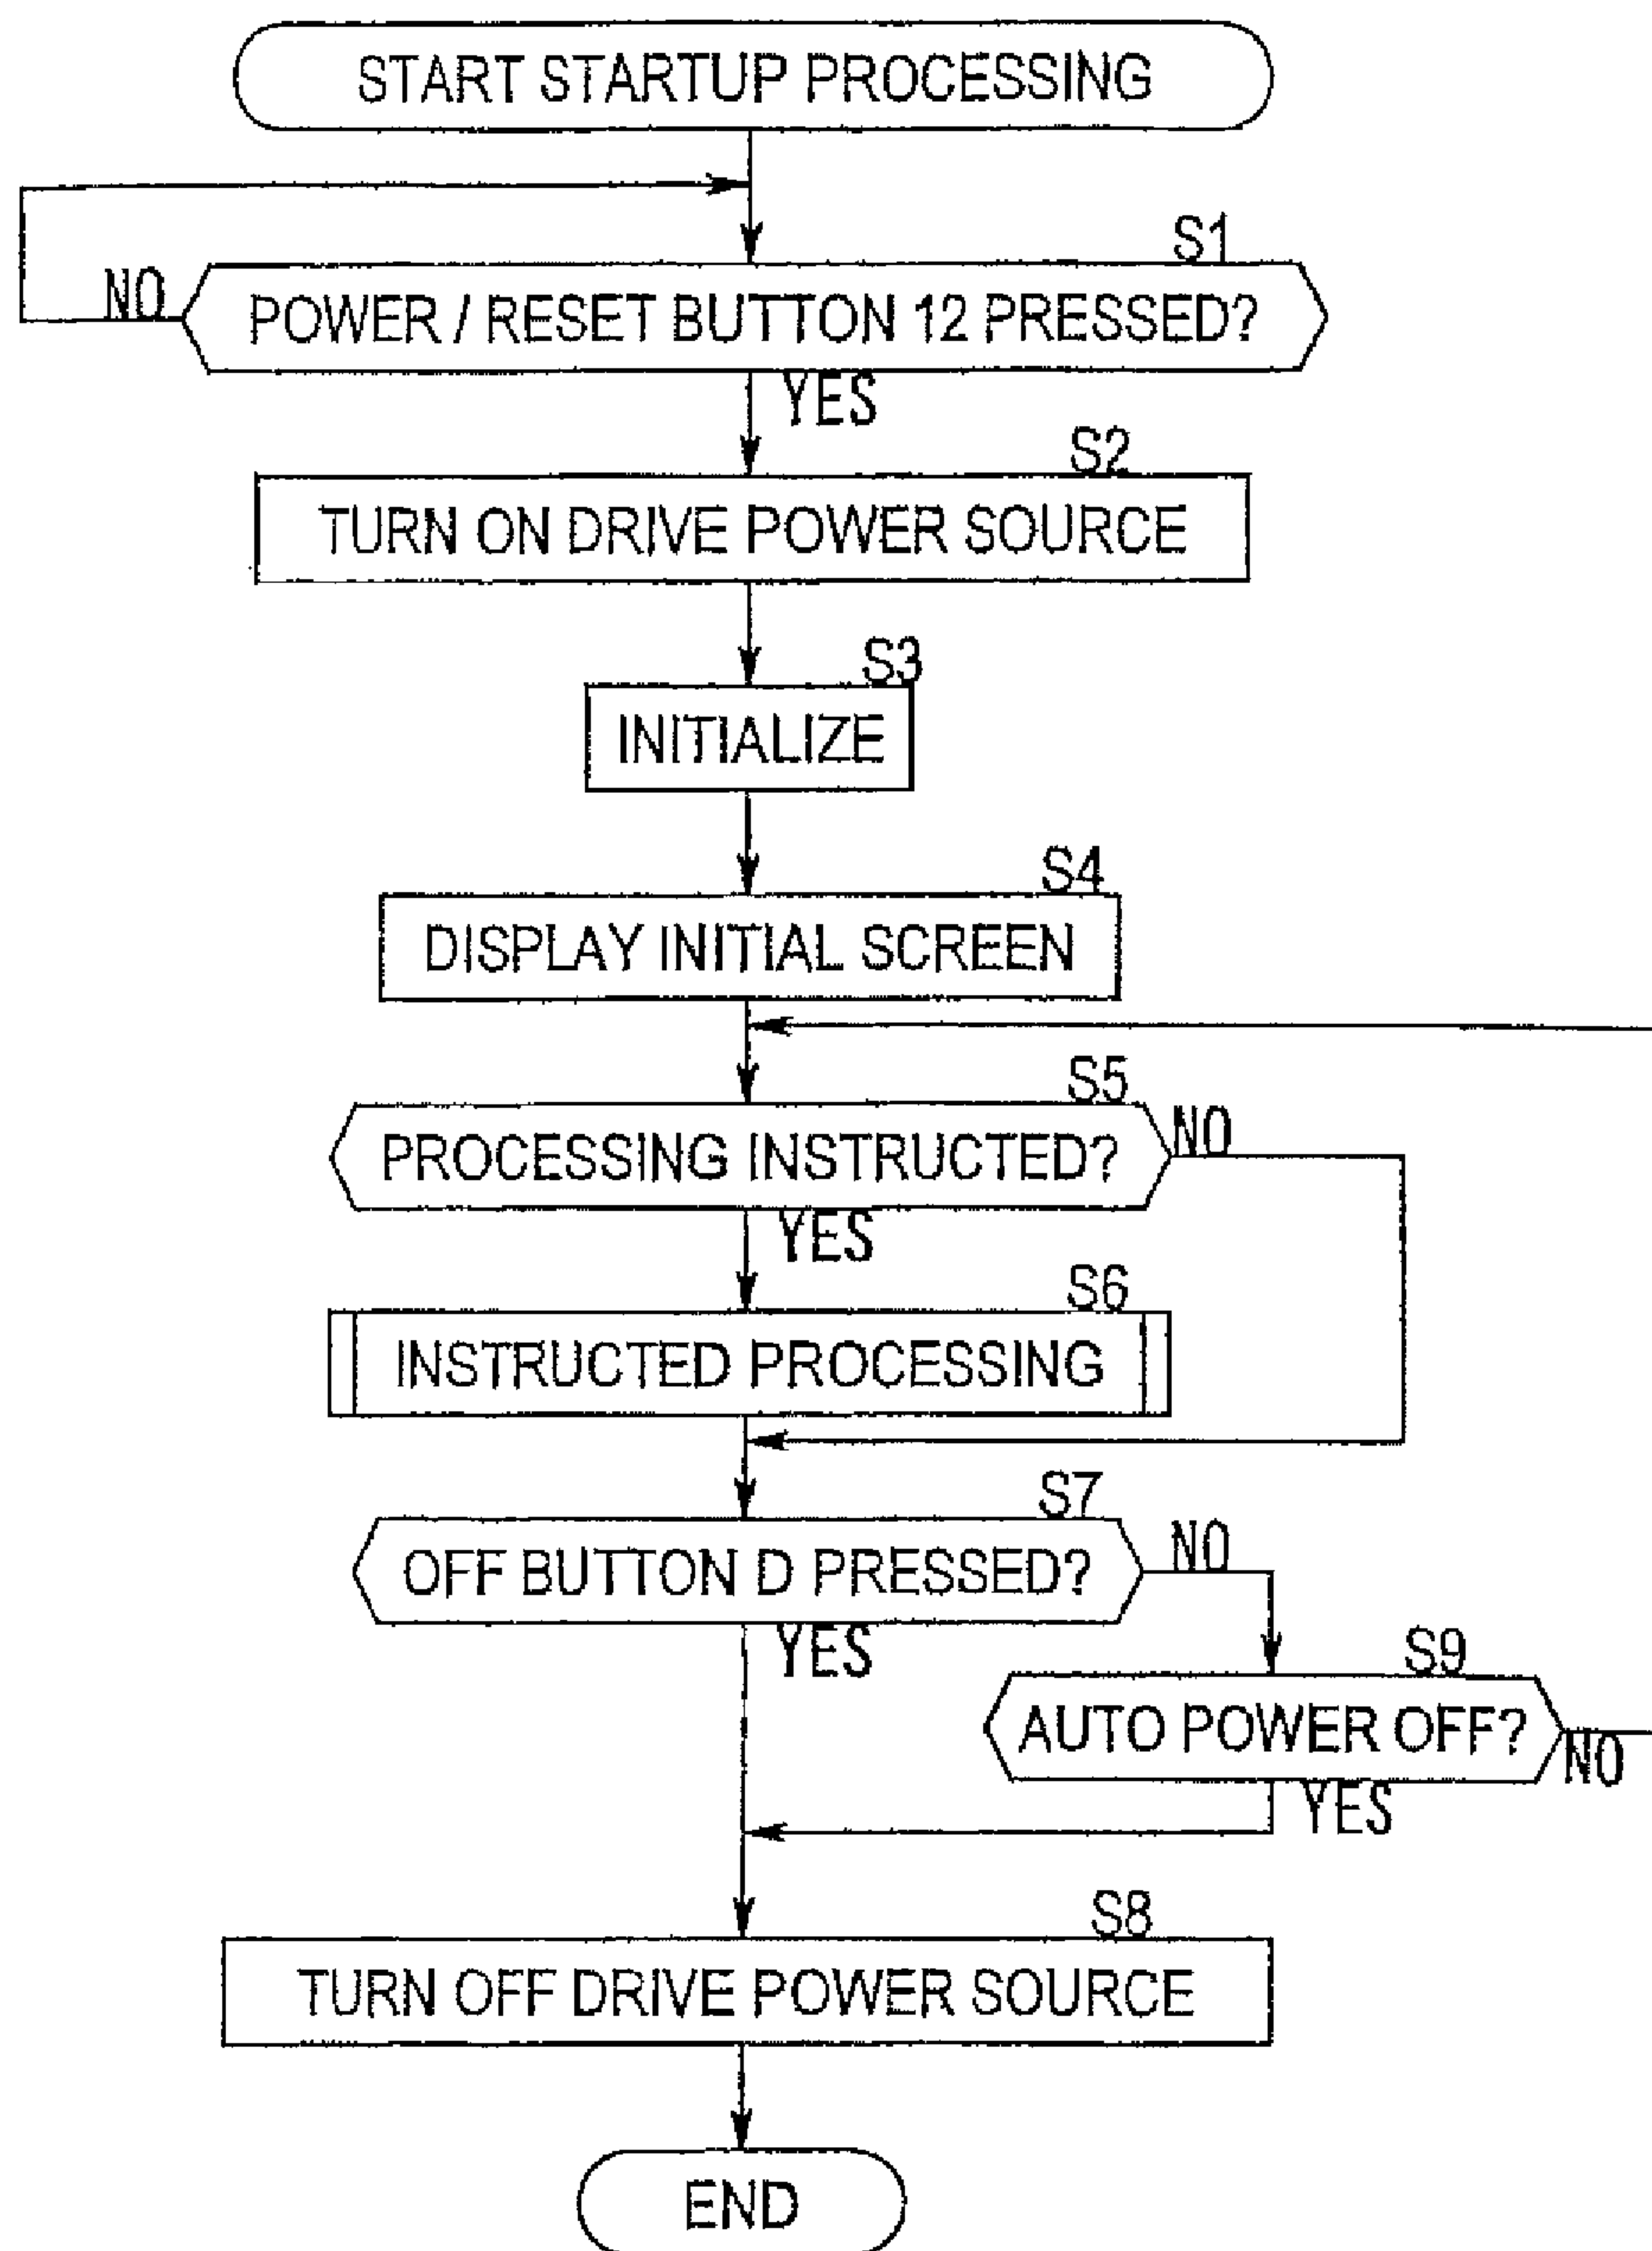 START STARTUP PROCESSING
S1
NO
POWER / RESET BUTTON 12 PRESSED?
YES
S2
TURN ON DRIVE POWER SOURCE
S3
INITIALIZE
S4
DISPLAY INITIAL SCREEN
S5
PROCESSING INSTRUCTED?
NO
YES
S6
INSTRUCTED PROCESSING
S7
OFF BUTTON D PRESSED?
NO
YES
S9
AUTO POWER OFF?
NO
YES
S8
TURN OFF DRIVE POWER SOURCE
END